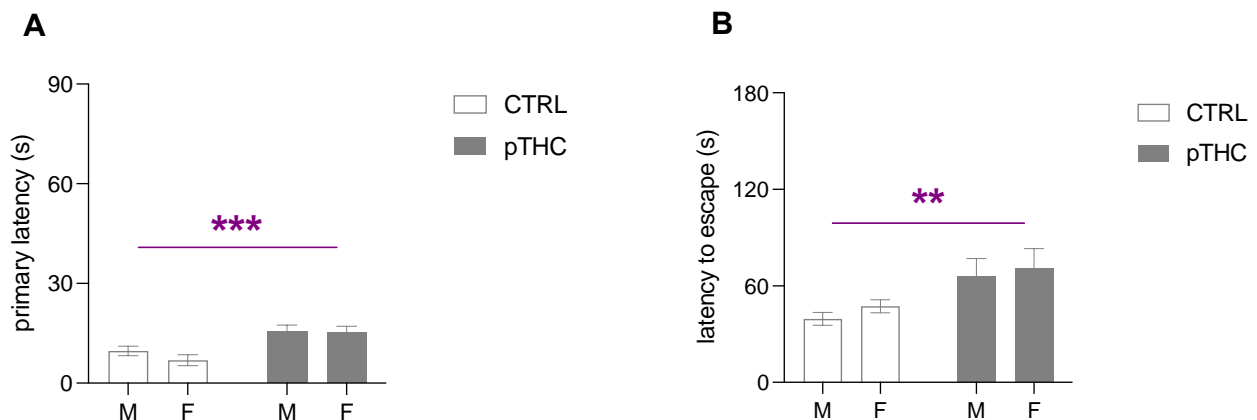 A
primary latency (s)
90
60
30
0
***
M F M F
CTRL
pTHC
B
latency to escape (s)
180
120
60
0
**
M F M F
CTRL
pTHC